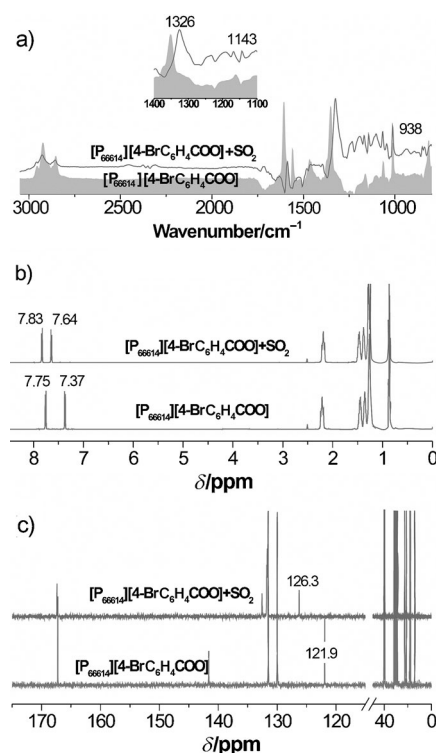 a)
1326
1143
1400 1300 1200 1100
938
[P₆₆₆₁₄][4-BrC₆H₄COO]+SO₂
[P₆₆₆₁₄][4-BrC₆H₄COO]
3000 2500 2000 1500 1000
Wavenumber/cm⁻¹
b)
7.83 7.64
[P₆₆₆₁₄][4-BrC₆H₄COO]+SO₂
7.75 7.37
[P₆₆₆₁₄][4-BrC₆H₄COO]
8 7 6 5 4 3 2 1 0
δ/ppm
c)
[P₆₆₆₁₄][4-BrC₆H₄COO]+SO₂
126.3
[P₆₆₆₁₄][4-BrC₆H₄COO]
121.9
170 160 150 140 130 120 40 0
δ/ppm